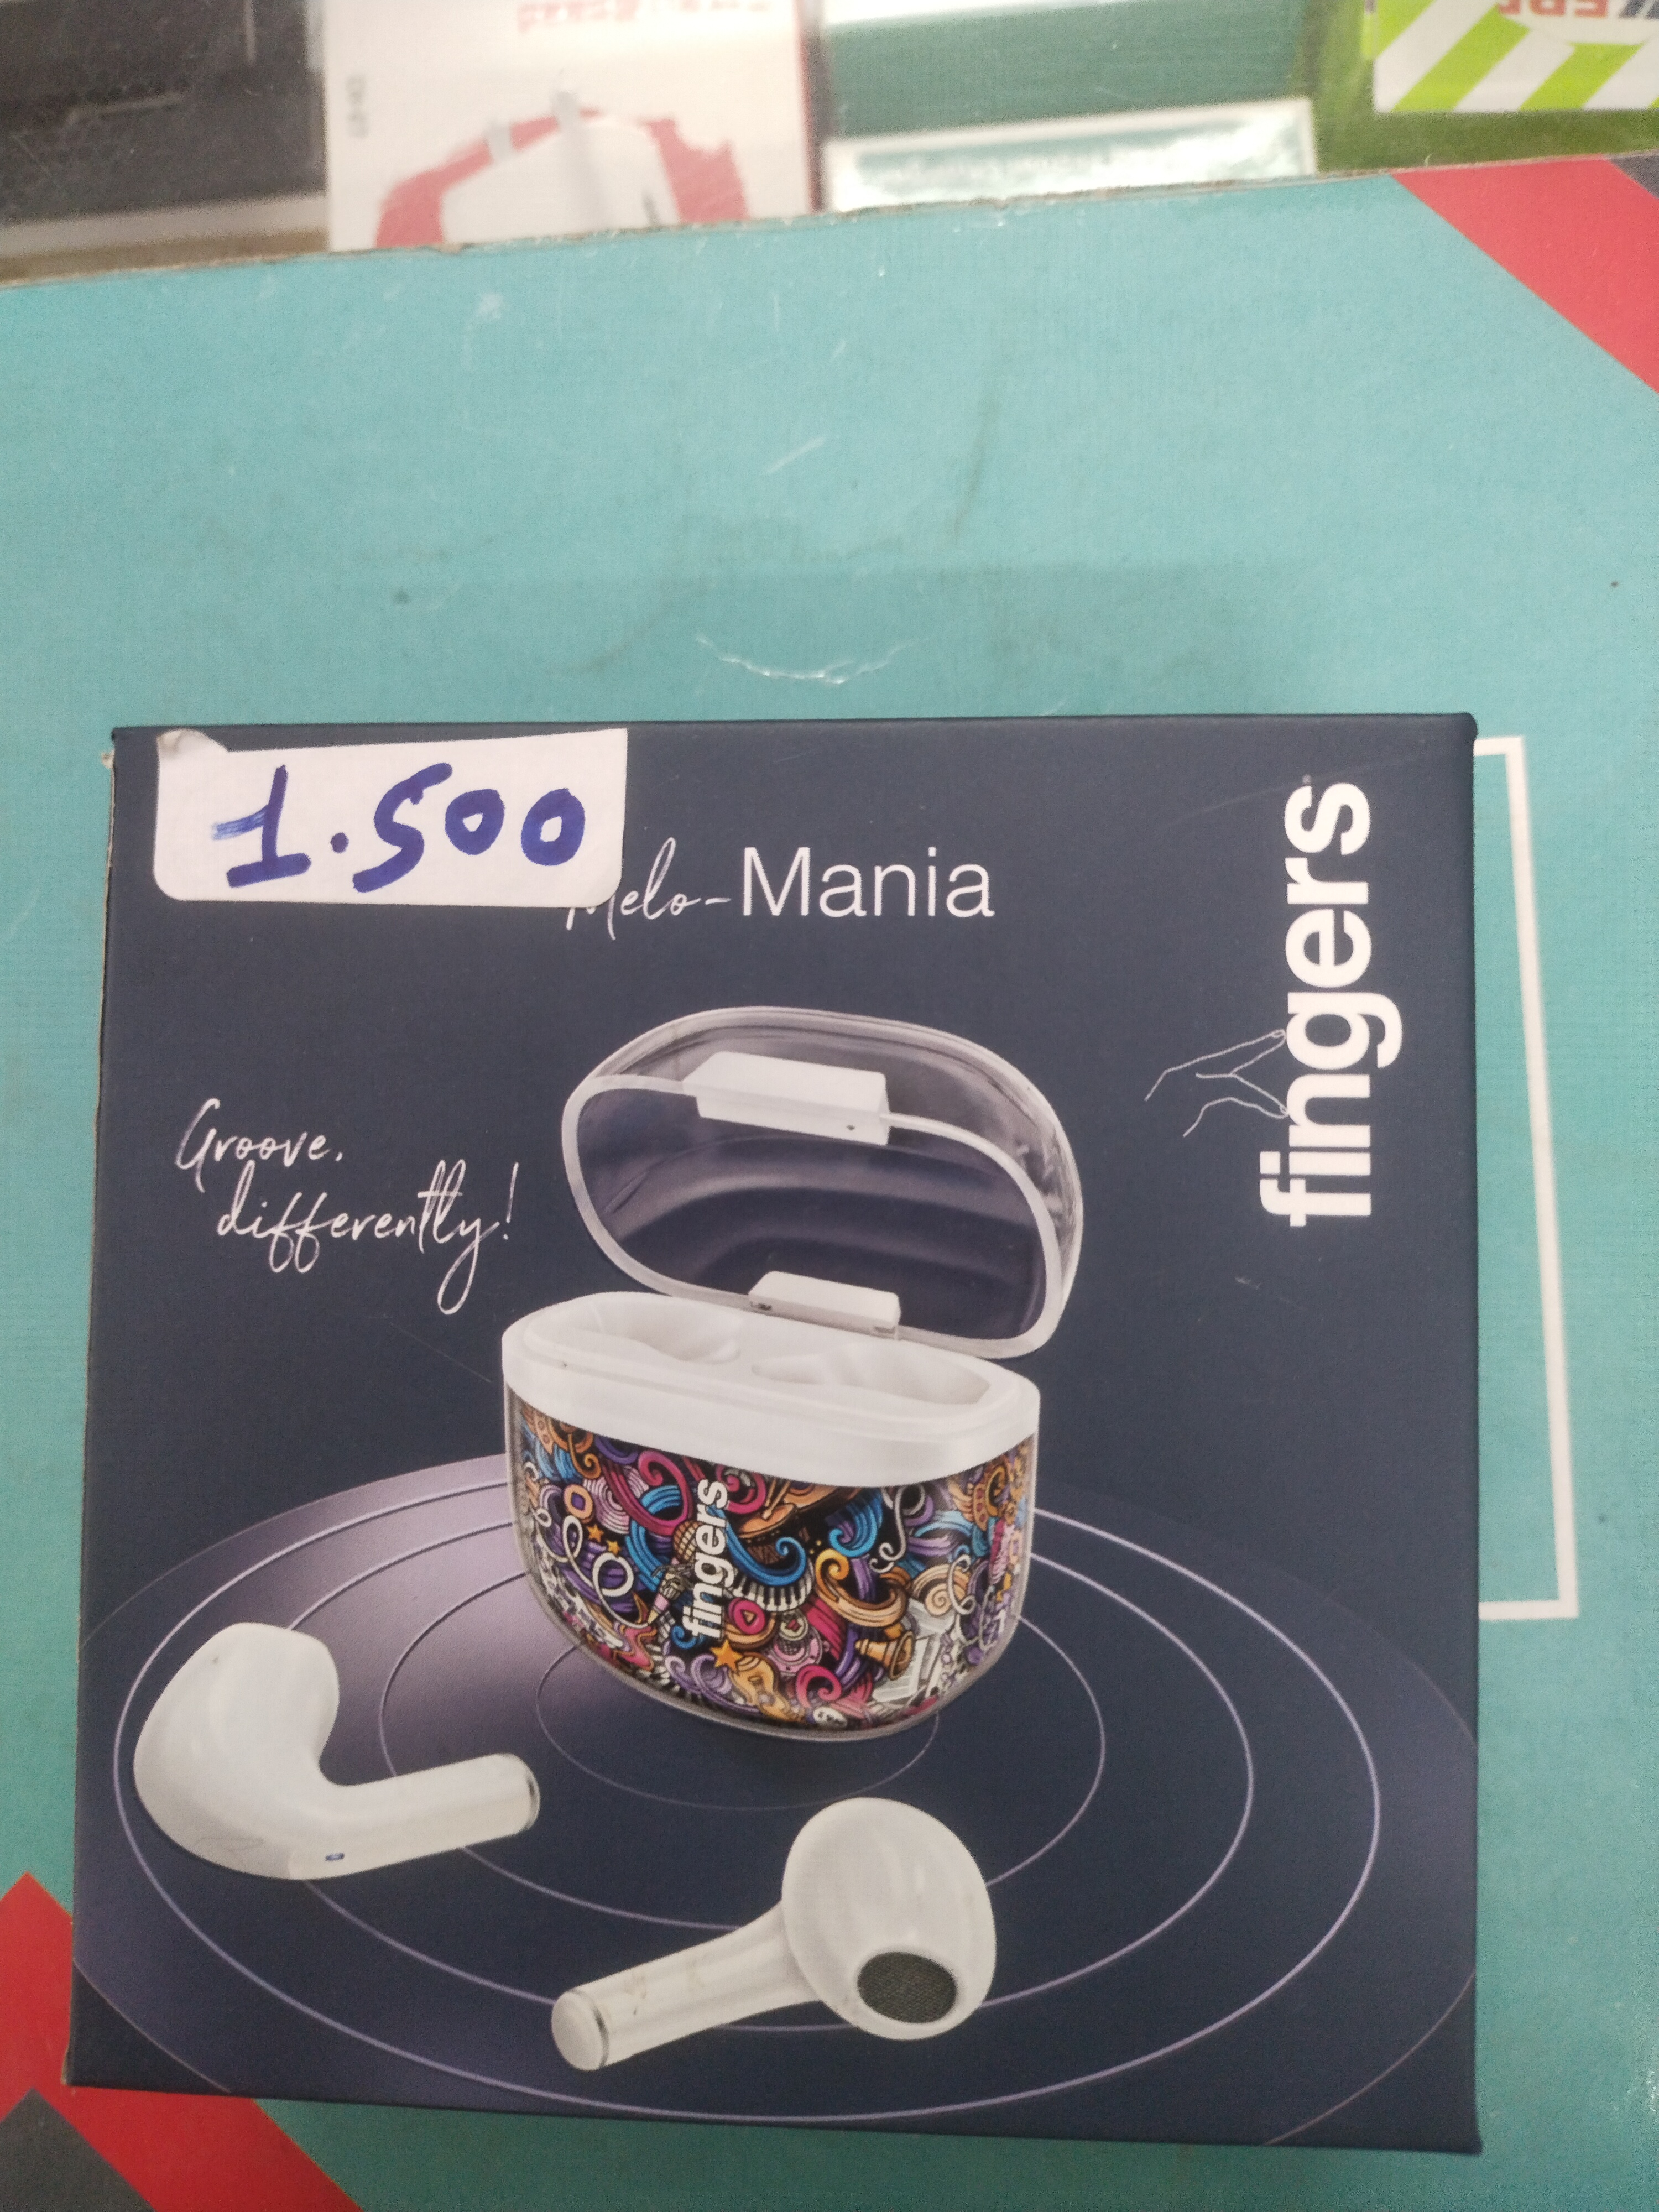 1.500
Melo-Mania
fingers
Groove,
differently!
fingers